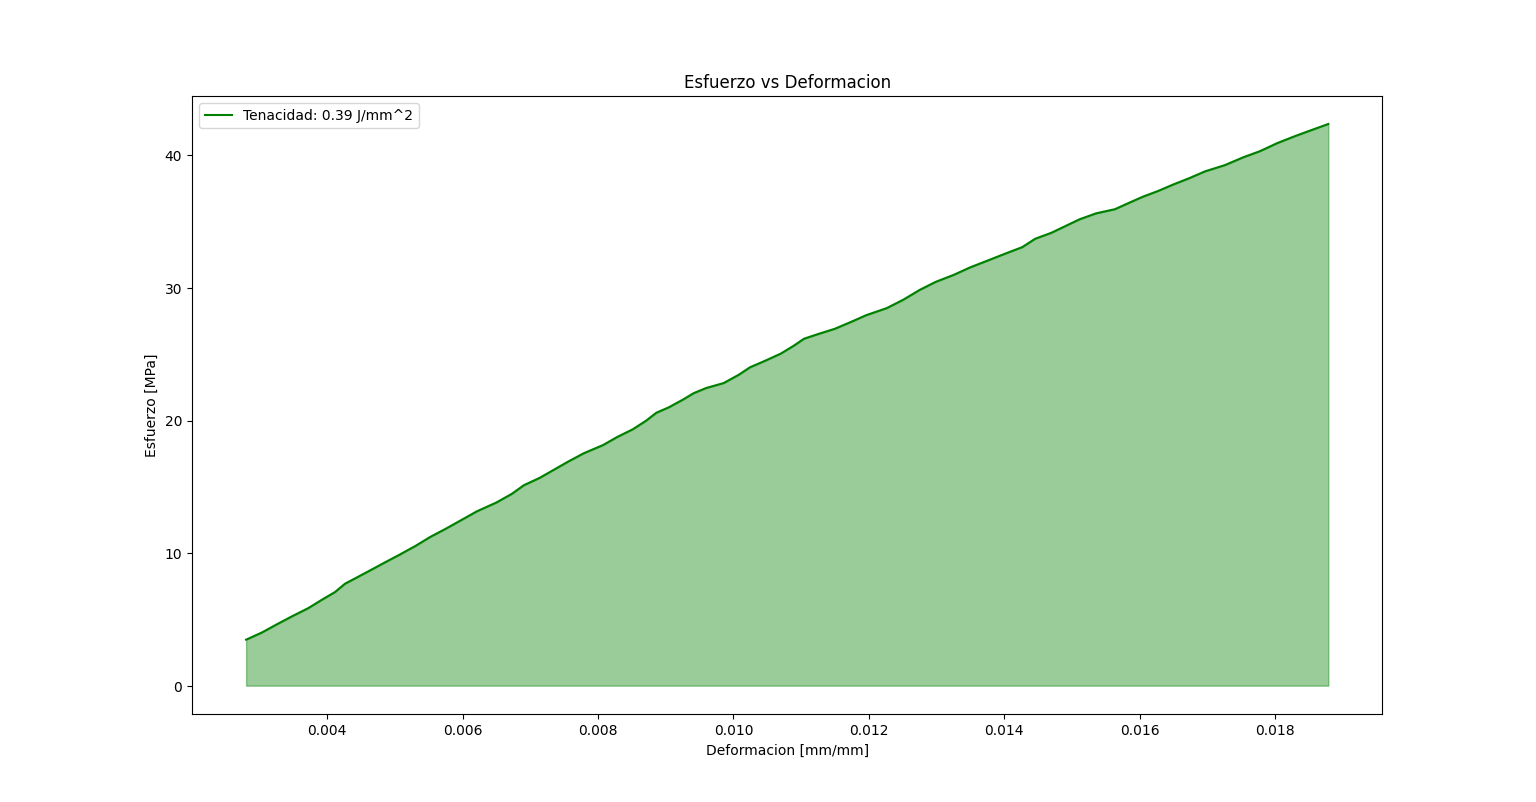 Esfuerzo vs Deformacion
Tenacidad: 0.39 J/mm^2
Esfuerzo [MPa]
40
30
20
10
0
0.004 0.006 0.008 0.010 0.012 0.014 0.016 0.018
Deformacion [mm/mm]